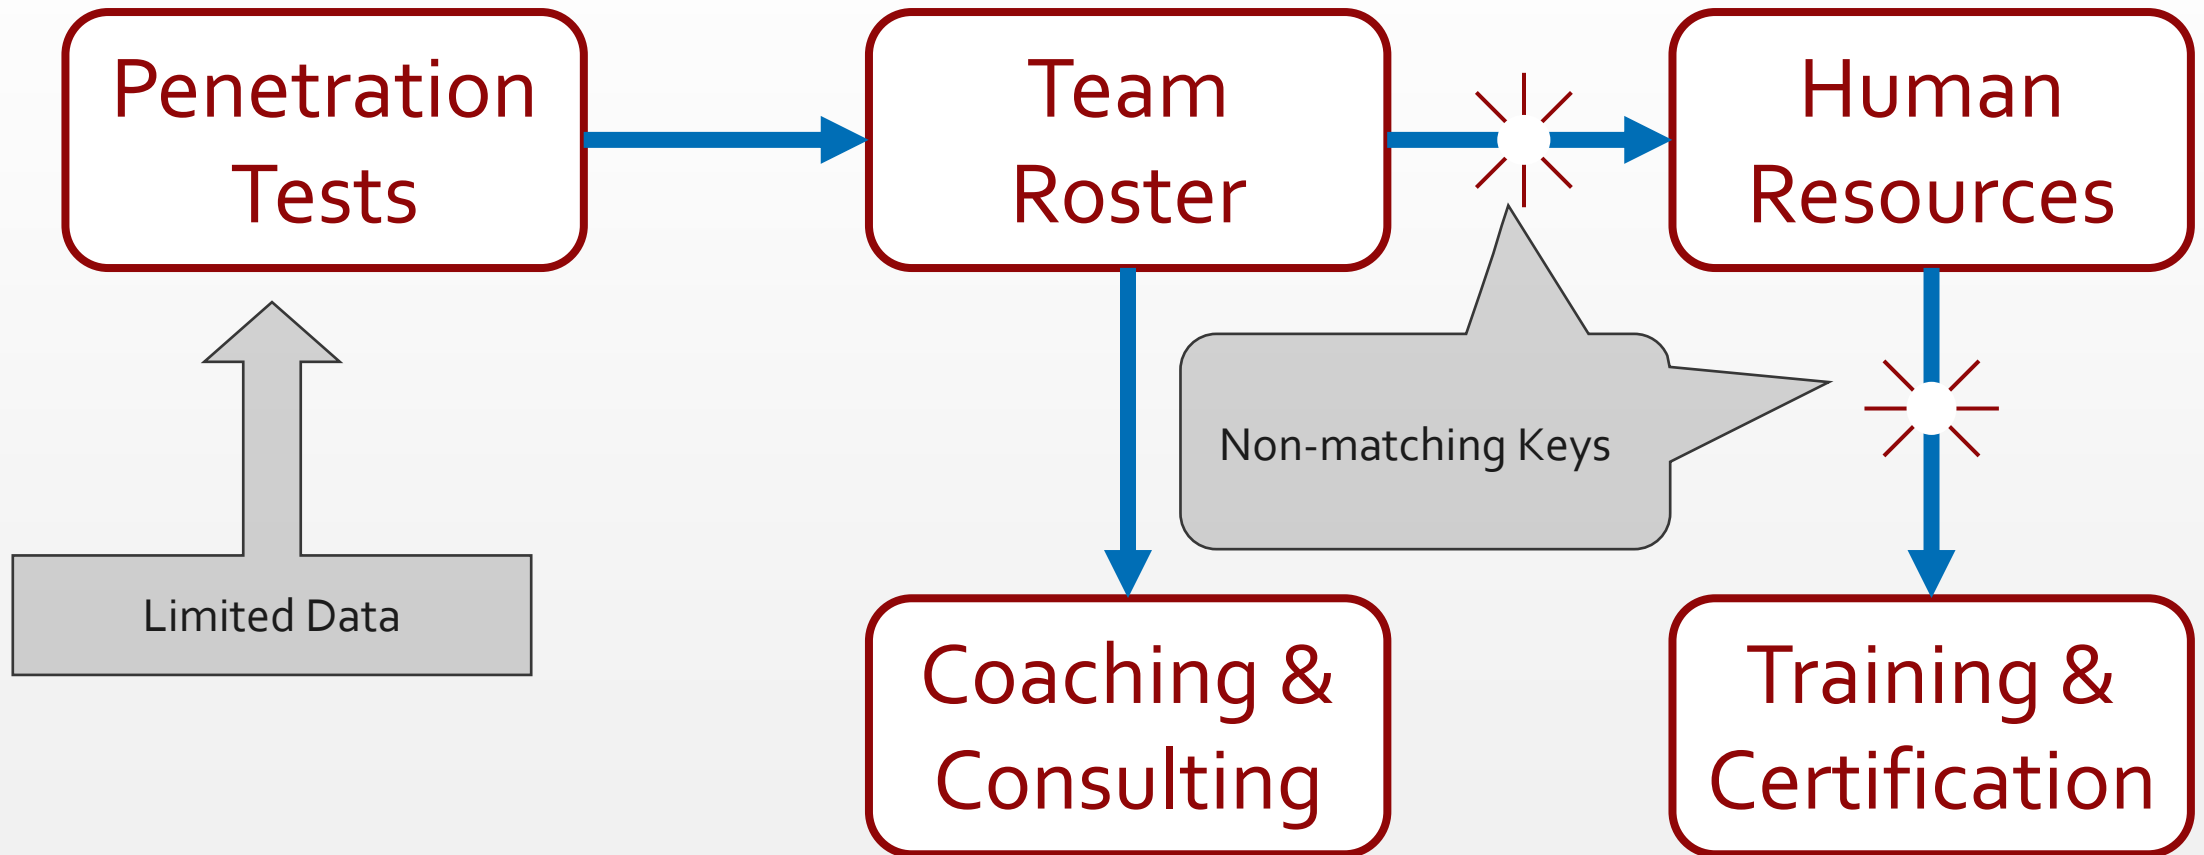 Penetration
Tests
Team
Roster
Human
Resources
Non-matching Keys
Limited Data
Coaching &
Consulting
Training &
Certification